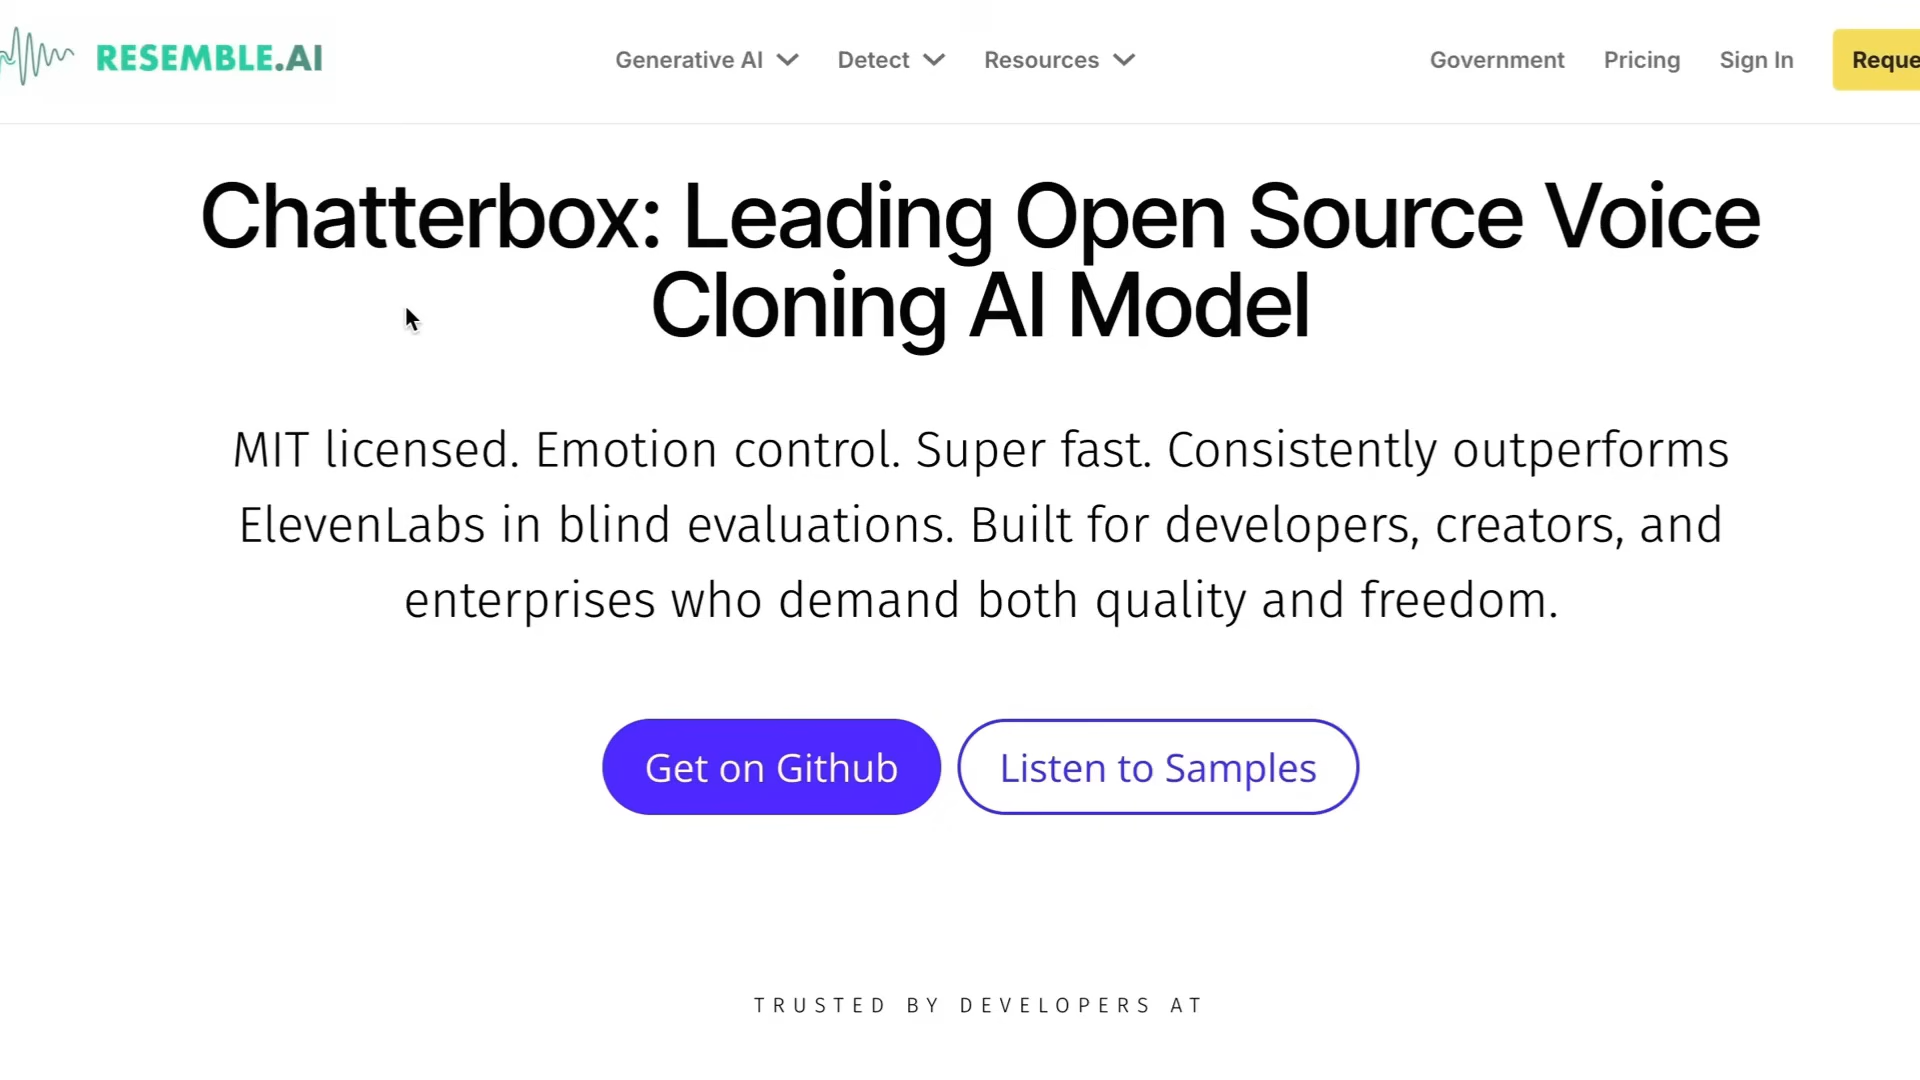 RESEMBLE.AI
Generative AI
Detect
Resources
Government
Pricing
Sign In
Chatterbox: Leading Open Source Voice
Cloning AI Model
MIT licensed. Emotion control. Super fast. Consistently outperforms
ElevenLabs in blind evaluations. Built for developers, creators, and
enterprises who demand both quality and freedom.
Get on Github
Listen to Samples
TRUSTED BY DEVELOPERS AT